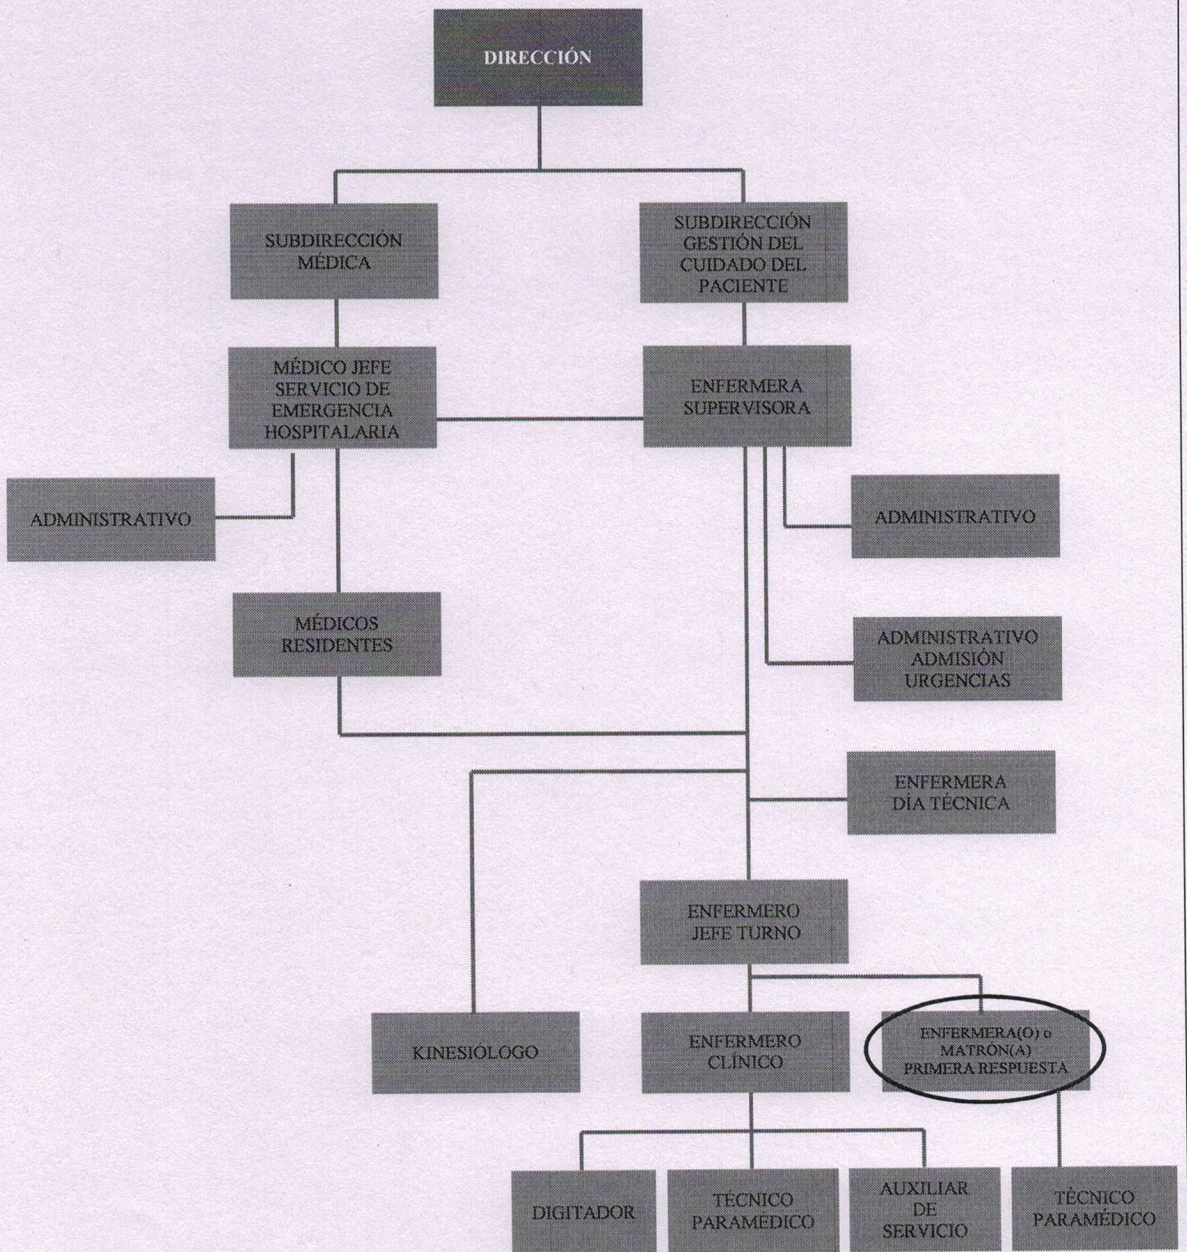 DIRECCIÓN
SUBDIRECCIÓN
MÉDICA
SUBDIRECCIÓN
GESTIÓN DEL
CUIDADO DEL
PACIENTE
MÉDICO JEFE
SERVICIO DE
EMERGENCIA
HOSPITALARIA
ENFERMERA
SUPERVISORA
ADMINISTRATIVO
ADMINISTRATIVO
MÉDICOS
RESIDENTES
ADMINISTRATIVO
ADMISIÓN
URGENCIAS
ENFERMERA
DÍA TÉCNICA
ENFERMERO
JEFE TURNO
KINESIÓLOGO
ENFERMERO
CLÍNICO
ENFERMERA(O) o
MATRÓN(A)
PRIMERA RESPUESTA
DIGITADOR
TÉCNICO
PARAMÉDICO
AUXILIAR
DE
SERVICIO
TÉCNICO
PARAMÉDICO